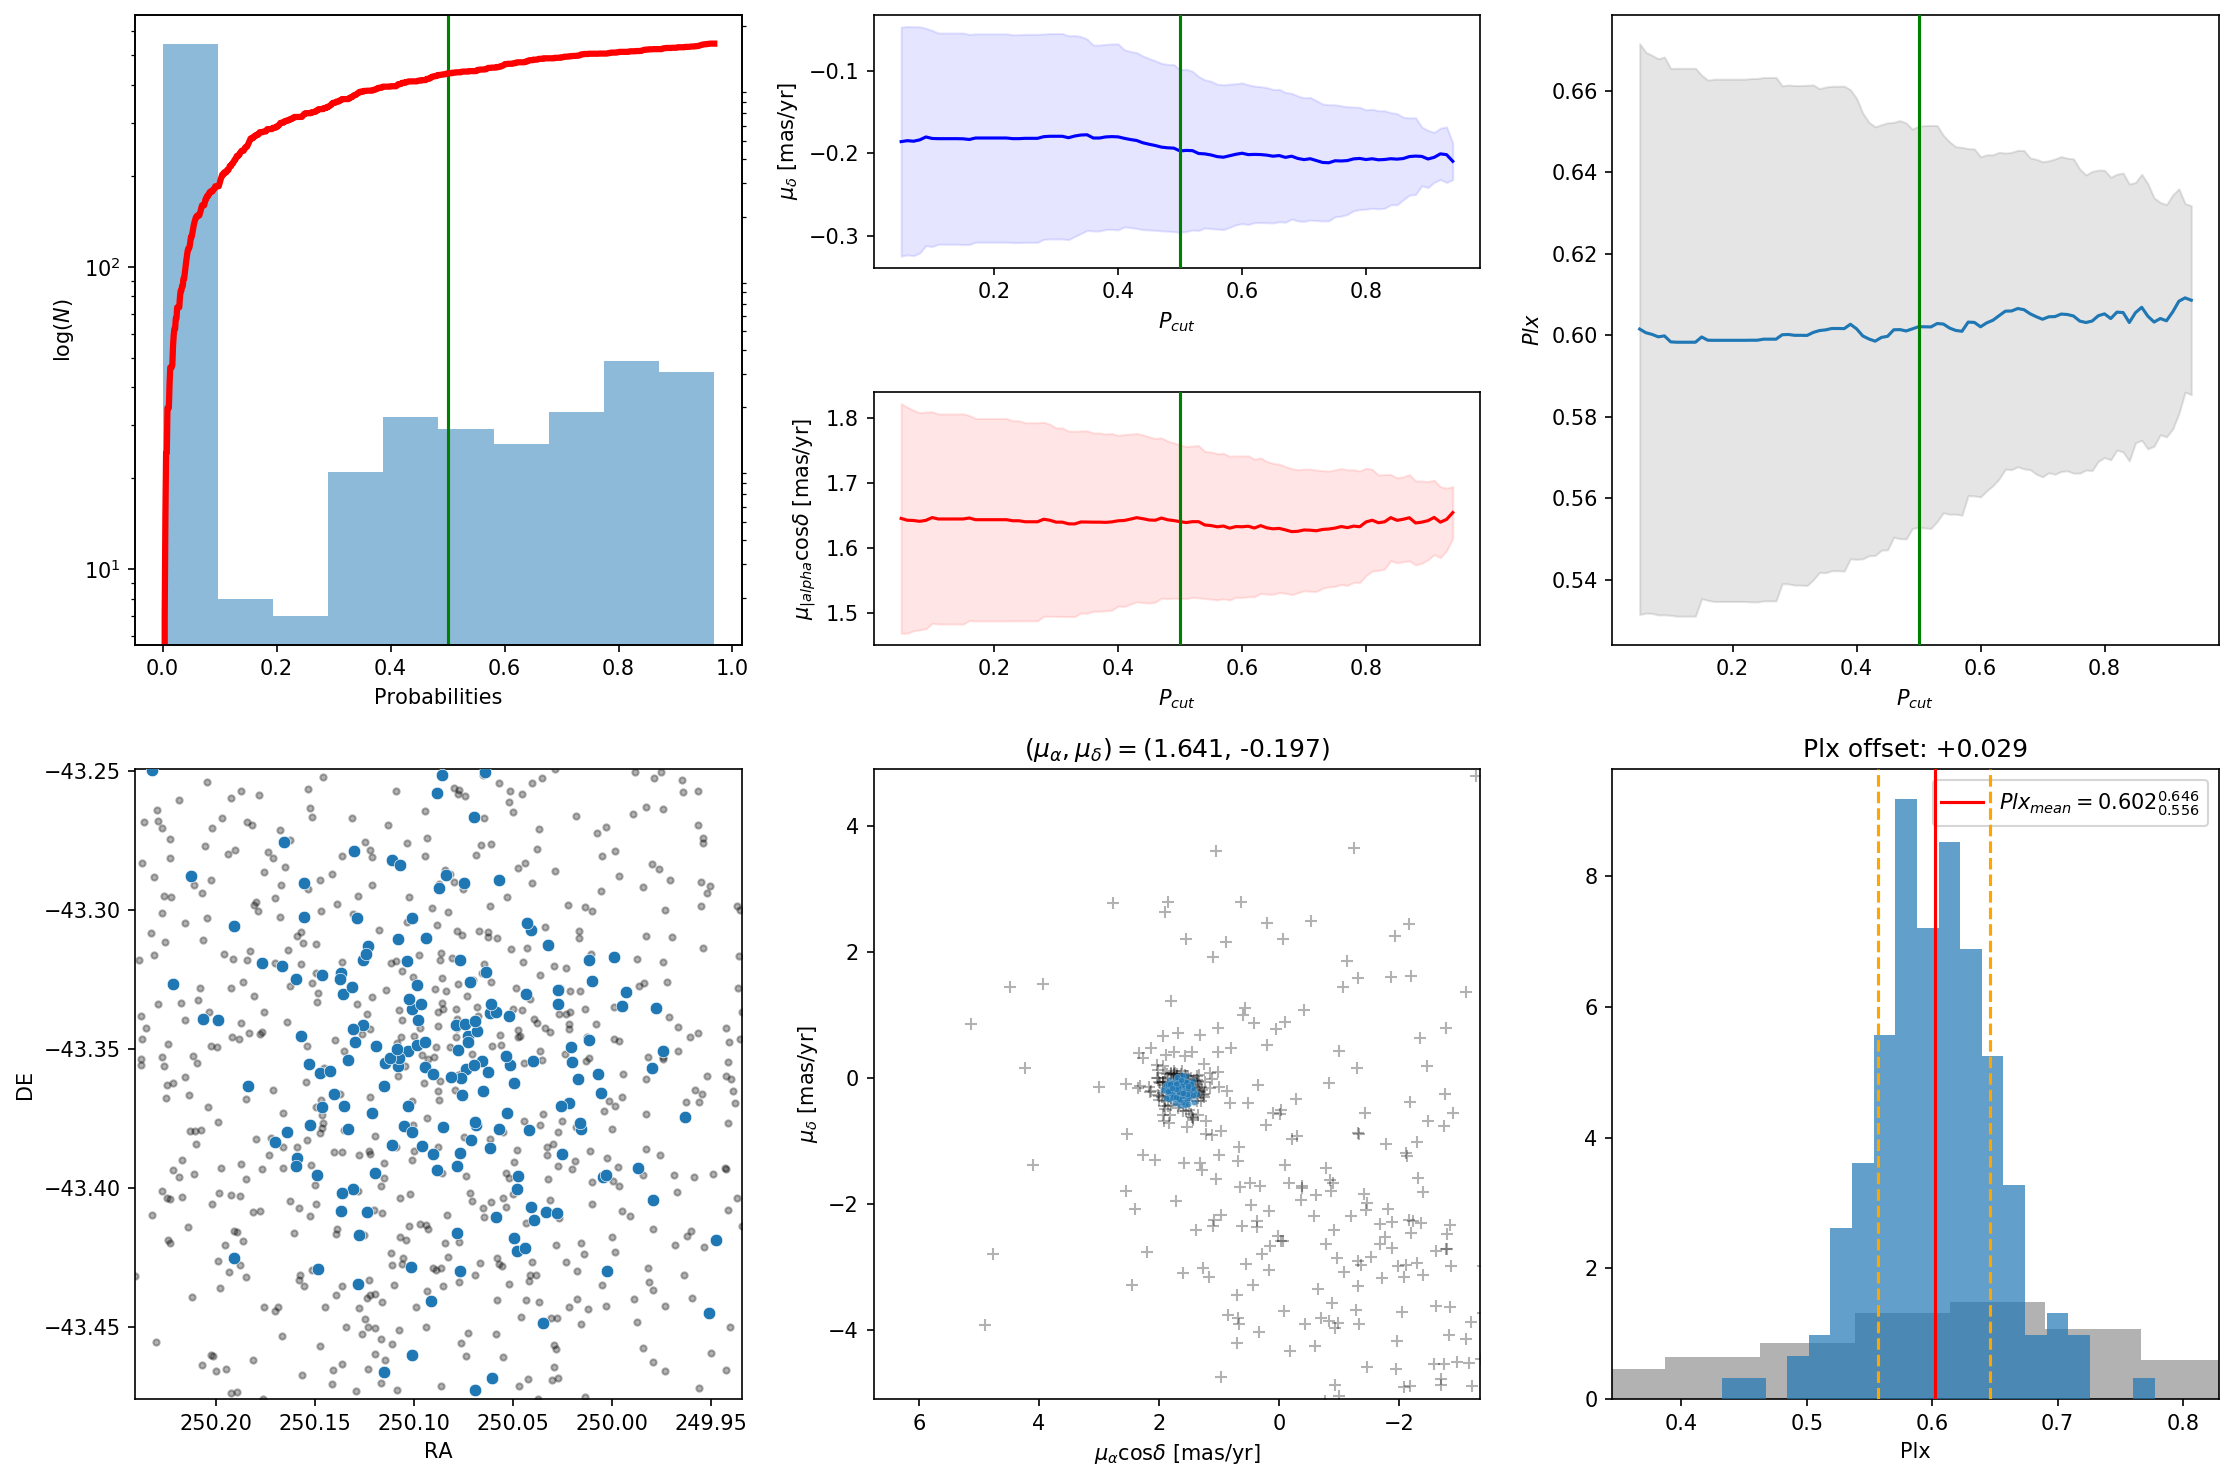 log(N)
10²
10¹
0.0 0.2 0.4 0.6 0.8 1.0
Probabilities
μδ [mas/yr]
−0.1
−0.2
−0.3
0.2 0.4 0.6 0.8
Pcut
μ|alphacosδ [mas/yr]
1.8
1.7
1.6
1.5
0.2 0.4 0.6 0.8
Pcut
Plx
0.66
0.64
0.62
0.60
0.58
0.56
0.54
0.2 0.4 0.6 0.8
Pcut
DE
−43.25
−43.30
−43.35
−43.40
−43.45
250.20 250.15 250.10 250.05 250.00 249.95
RA
(μα, μδ) = (1.641, -0.197)
μδ [mas/yr]
4
2
0
−2
−4
6 4 2 0 −2
μαcosδ [mas/yr]
Plx offset: +0.029
Plxmean = 0.602 0.646 0.556
8
6
4
2
0
0.4 0.5 0.6 0.7 0.8
Plx